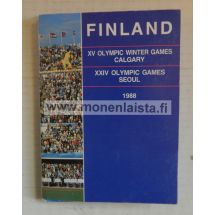 FINLAND
XV OLYMPIC WINTER GAMES
CALGARY
XXIV OLYMPIC GAMES
SEOUL
www.monenlaista.fi
1988